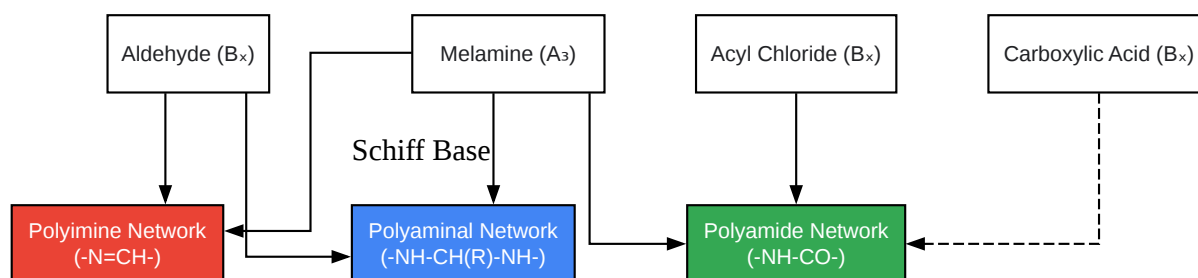 Aldehyde (Bₓ)
Melamine (A₃)
Acyl Chloride (Bₓ)
Carboxylic Acid (Bₓ)
Schiff Base
Polyimine Network
(-N=CH-)
Polyaminal Network
(-NH-CH(R)-NH-)
Polyamide Network
(-NH-CO-)